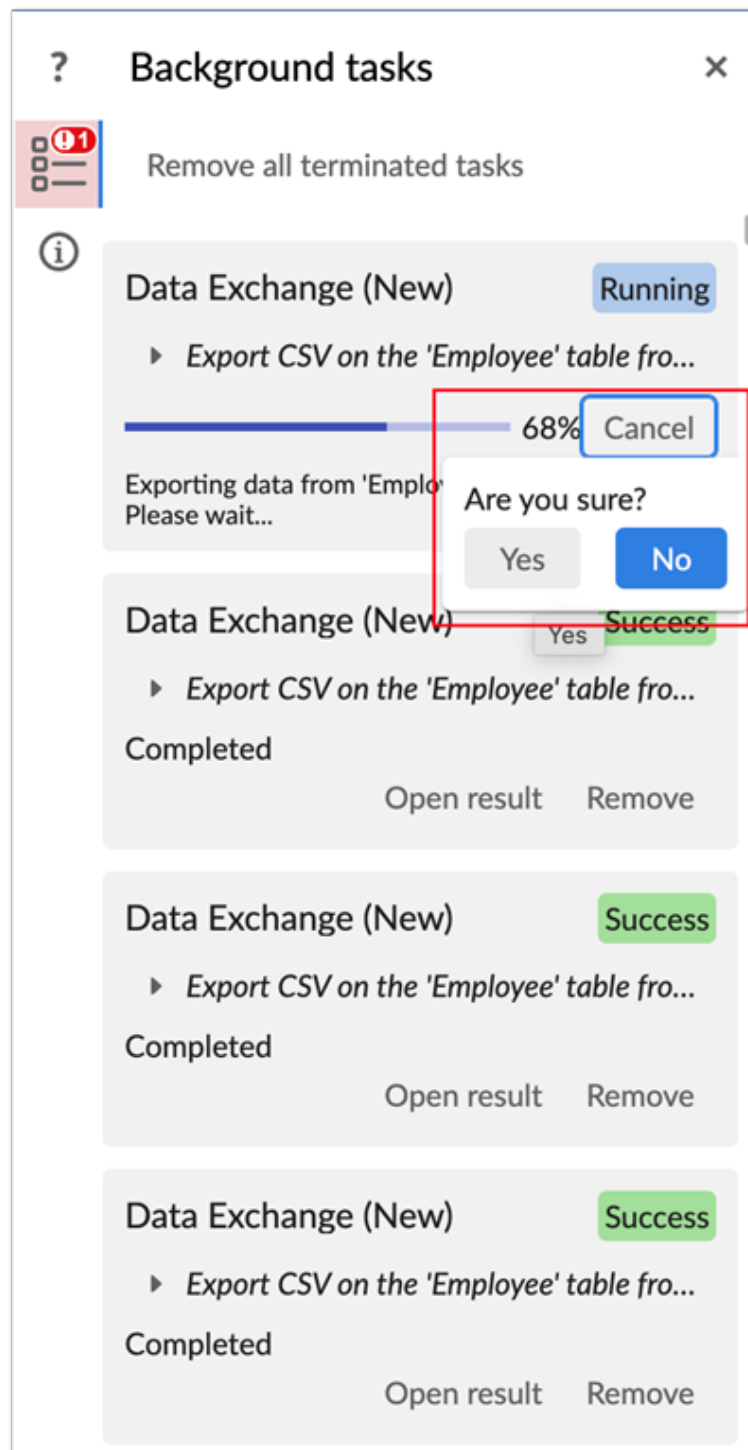 ? Background tasks ×
!1
Remove all terminated tasks
i
Data Exchange (New) Running
Export CSV on the 'Employee' table fro...
68% Cancel
Exporting data from 'Emplo
Please wait...
Are you sure?
Yes No
Data Exchange (New) Success
Yes
Export CSV on the 'Employee' table fro...
Completed
Open result Remove
Data Exchange (New) Success
Export CSV on the 'Employee' table fro...
Completed
Open result Remove
Data Exchange (New) Success
Export CSV on the 'Employee' table fro...
Completed
Open result Remove